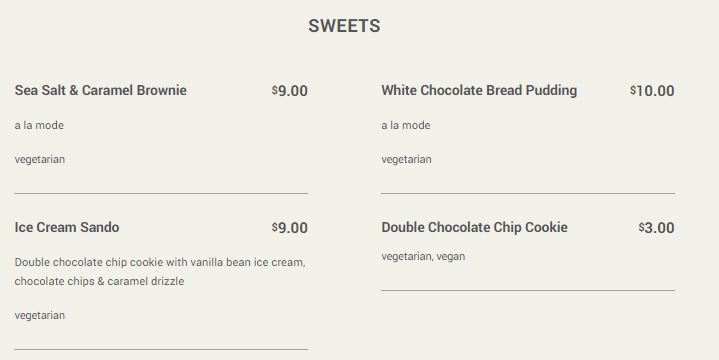 SWEETS
Sea Salt & Caramel Brownie $9.00
a la mode
vegetarian
White Chocolate Bread Pudding $10.00
a la mode
vegetarian
Ice Cream Sando $9.00
Double chocolate chip cookie with vanilla bean ice cream,
chocolate chips & caramel drizzle
vegetarian
Double Chocolate Chip Cookie $3.00
vegetarian, vegan